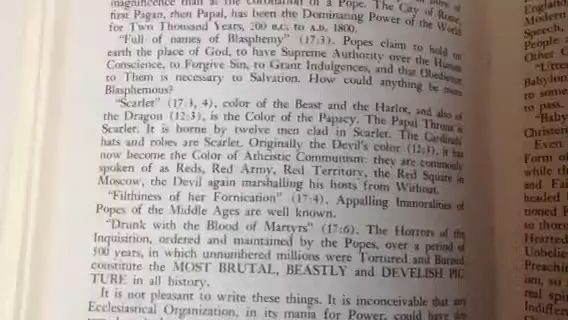 magnificence than is the Coronation of a Pope. The City of Rome,
first Pagan, then Papal, has been the Dominating Power of the World
for Two Thousand Years, 200 B.C. to A.D. 1800.
"Full of names of Blasphemy" (17:3). Popes claim to hold on
earth the place of God, to have Supreme Authority over the Human
Conscience, to Forgive Sin, to Grant Indulgences, and that Obedience
to Them is necessary to Salvation. How could anything be more
Blasphemous?
"Scarlet" (17:3, 4), color of the Beast and the Harlot, and also of
the Dragon (12:3), is the Color of the Papacy. The Papal Throne is
Scarlet. It is borne by twelve men clad in Scarlet. The Cardinals'
hats and robes are Scarlet. Originally the Devil's color (12:3), it has
now become the Color of Atheistic Communism: they are commonly
spoken of as Reds, Red Army, Red Territory, the Red Square in
Moscow, the Devil again marshalling his hosts from Without.
"Filthiness of her Fornication" (17:4). Appalling Immoralities of
Popes of the Middle Ages are well known.
"Drunk with the Blood of Martyrs" (17:6). The Horrors of the
Inquisition, ordered and maintained by the Popes, over a period of
500 years, in which unnumbered millions were Tortured and Burned
constitute the MOST BRUTAL, BEASTLY and DEVELISH PIC
TURE in all history.
It is not pleasant to write these things. It is inconceivable that any
Ecclesiastical Organization, in its mania for Power, could have
England
Modern
Speech,
People
Other
"Utter
Babylon
to some
to pass.
"Baby
Christen
Even
Form of
while th
and Fai
headed
tioned
so thoro
Hearted
Unbelie
Preachi
ism, so
real spir
Indiffer